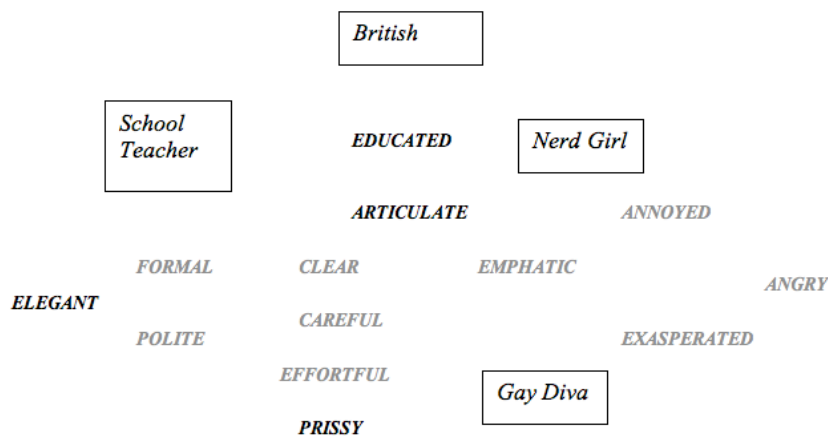 British
School
Teacher
EDUCATED
Nerd Girl
ARTICULATE
ANNOYED
FORMAL
CLEAR
EMPHATIC
ANGRY
ELEGANT
CAREFUL
POLITE
EXASPERATED
EFFORTFUL
Gay Diva
PRISSY